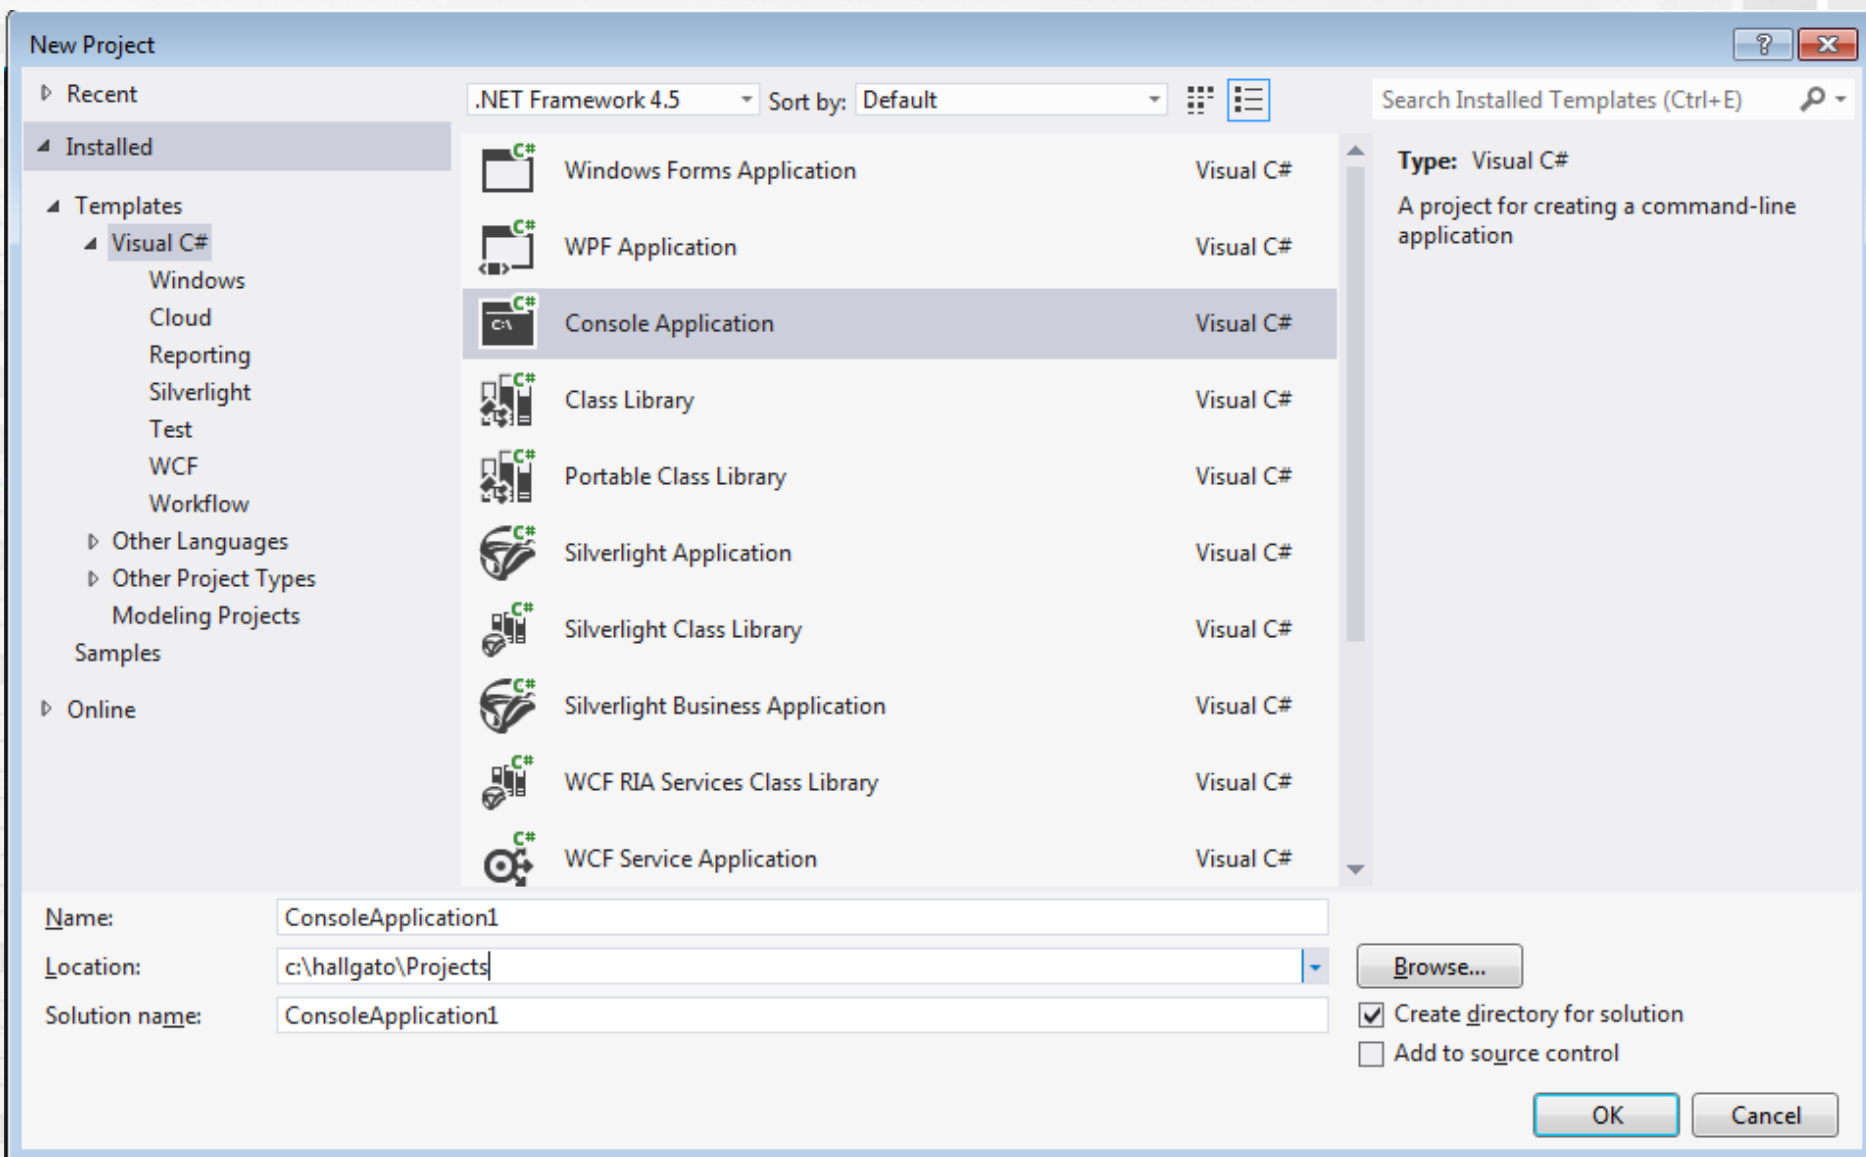 New Project
Recent
Installed
Templates
Visual C#
Windows
Cloud
Reporting
Silverlight
Test
WCF
Workflow
Other Languages
Other Project Types
Modeling Projects
Samples
Online
.NET Framework 4.5 Sort by: Default
Windows Forms Application Visual C#
WPF Application Visual C#
Console Application Visual C#
Class Library Visual C#
Portable Class Library Visual C#
Silverlight Application Visual C#
Silverlight Class Library Visual C#
Silverlight Business Application Visual C#
WCF RIA Services Class Library Visual C#
WCF Service Application Visual C#
Search Installed Templates (Ctrl+E)
Type: Visual C#
A project for creating a command-line
application
Name: ConsoleApplication1
Location: c:\hallgato\Projects Browse...
Solution name: ConsoleApplication1
Create directory for solution
Add to source control
OK Cancel